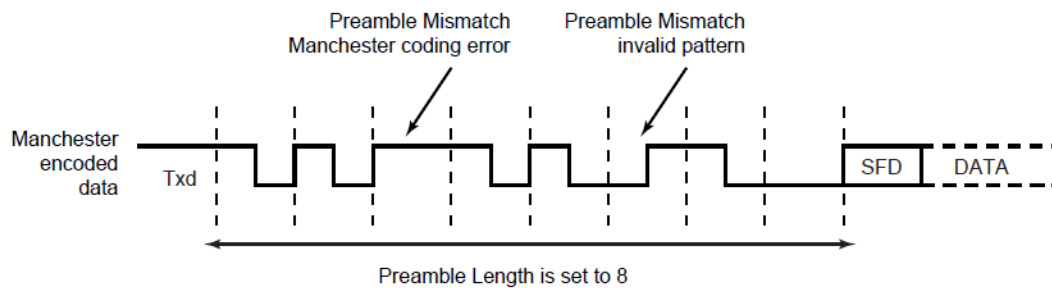 Preamble Mismatch
Manchester coding error
Preamble Mismatch
invalid pattern
Manchester
encoded
data
Txd
SFD
DATA
Preamble Length is set to 8